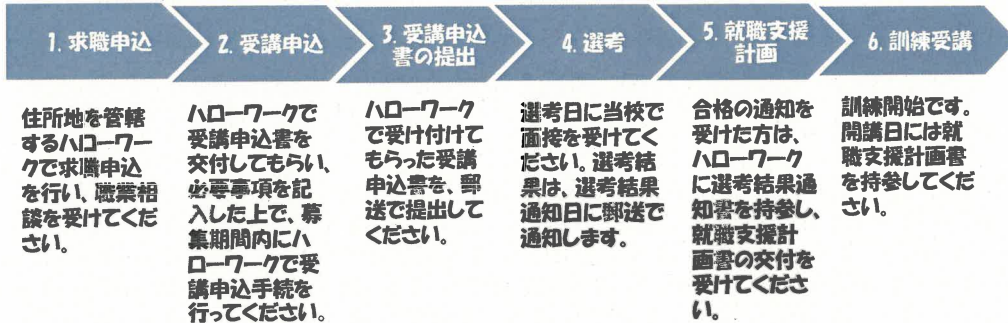 1. 求職申込
2. 受講申込
3. 受講申込
書の提出
4. 選考
5. 就職支援
計画
6. 訓練受講
住所地を管轄
するハローワー
クで求職申込
を行い、職業相
談を受けてくだ
さい。
ハローワークで
受講申込書を
交付してもらい、
必要事項を記
入した上で、募
集期間内にハ
ローワークで受
講申込手続を
行ってください。
ハローワーク
で受け付けて
もらった受講
申込書を、郵
送で提出して
ください。
選考日に当校で
面接を受けてく
ださい。選考結
果は、選考結果
通知日に郵送で
通知します。
合格の通知を
受けた方は、
ハローワーク
に選考結果通
知書を持参し、
就職支援計
画書の交付を
受けてくださ
い。
訓練開始です。
開講日には就
職支援計画書
を持参してくだ
さい。